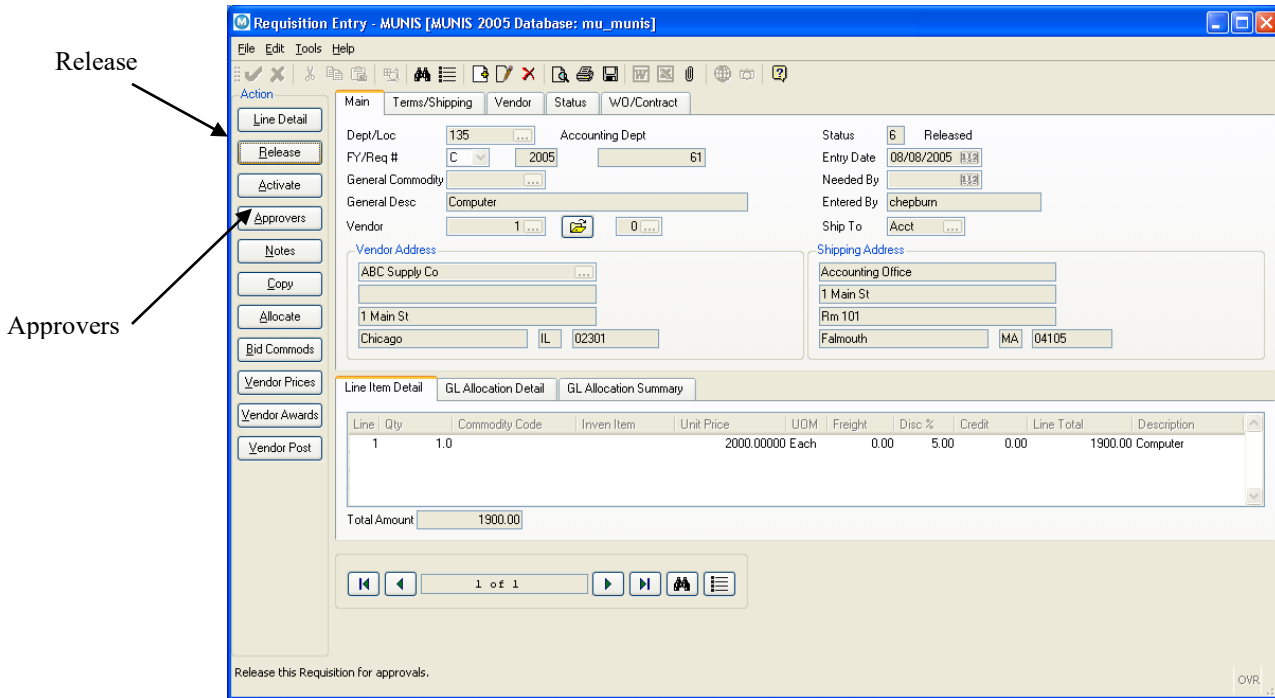 Requisition Entry - MUNIS [MUNIS 2005 Database: mu_munis]
File Edit Tools Help
Release
Approvers
Action
Line Detail
Release
Activate
Approvers
Notes
Copy
Allocate
Bid Commods
Vendor Prices
Vendor Awards
Vendor Post
Main Terms/Shipping Vendor Status WO/Contract
Dept/Loc 135 ... Accounting Dept
FY/Req # C 2005 61
General Commodity ...
General Desc Computer
Vendor 1 ... 0 ...
Status 6 Released
Entry Date 08/08/2005
Needed By
Entered By chepburn
Ship To Acct ...
Vendor Address
ABC Supply Co ...
1 Main St
Chicago IL 02301
Shipping Address
Accounting Office
1 Main St
Rm 101
Falmouth MA 04105
Line Item Detail GL Allocation Detail GL Allocation Summary
Line Qty Commodity Code Inven Item Unit Price UOM Freight Disc % Credit Line Total Description
1 1.0 2000.00000 Each 0.00 5.00 0.00 1900.00 Computer
Total Amount 1900.00
1 of 1
Release this Requisition for approvals.
OVR